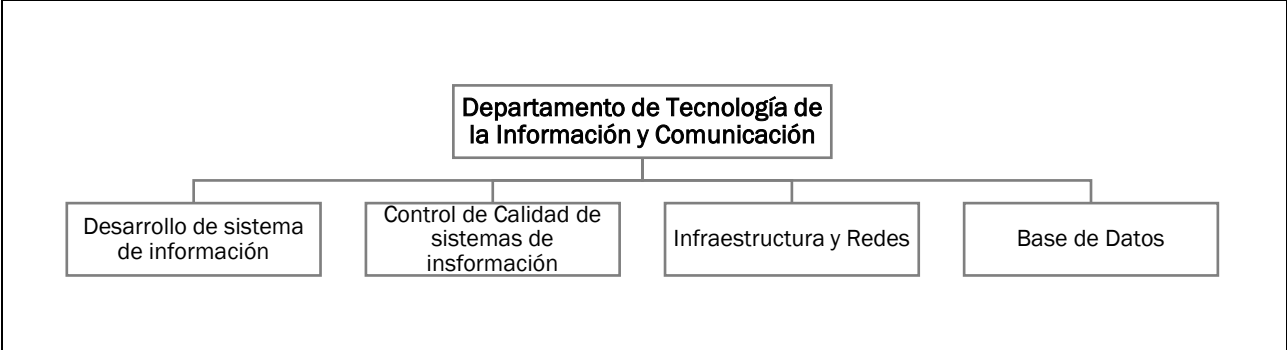 Departamento de Tecnología de
la Información y Comunicación
Desarrollo de sistema
de información
Control de Calidad de
sistemas de
insformación
Infraestructura y Redes
Base de Datos